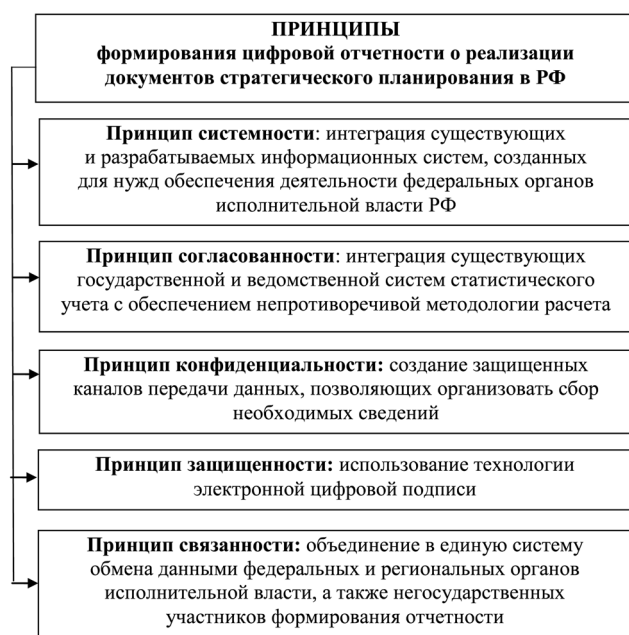 ПРИНЦИПЫ
формирования цифровой отчетности о реализации
документов стратегического планирования в РФ
Принцип системности: интеграция существующих
и разрабатываемых информационных систем, созданных
для нужд обеспечения деятельности федеральных органов
исполнительной власти РФ
Принцип согласованности: интеграция существующих
государственной и ведомственной систем статистического
учета с обеспечением непротиворечивой методологии расчета
Принцип конфиденциальности: создание защищенных
каналов передачи данных, позволяющих организовать сбор
необходимых сведений
Принцип защищенности: использование технологии
электронной цифровой подписи
Принцип связанности: объединение в единую систему
обмена данными федеральных и региональных органов
исполнительной власти, а также негосударственных
участников формирования отчетности